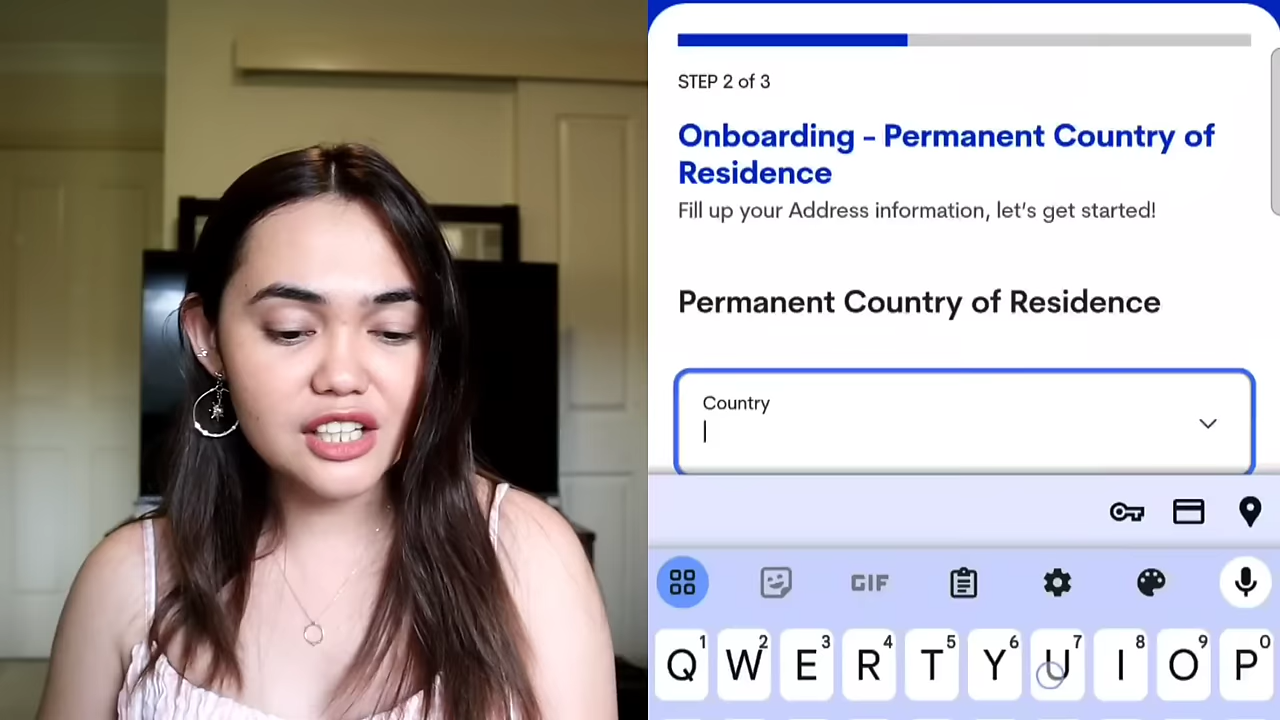 STEP 2 of 3
Onboarding - Permanent Country of
Residence
Fill up your Address information, let's get started!
Permanent Country of Residence
Country
GIF
Q1 W2 E3 R4 T5 Y6 U7 I8 O9 P0